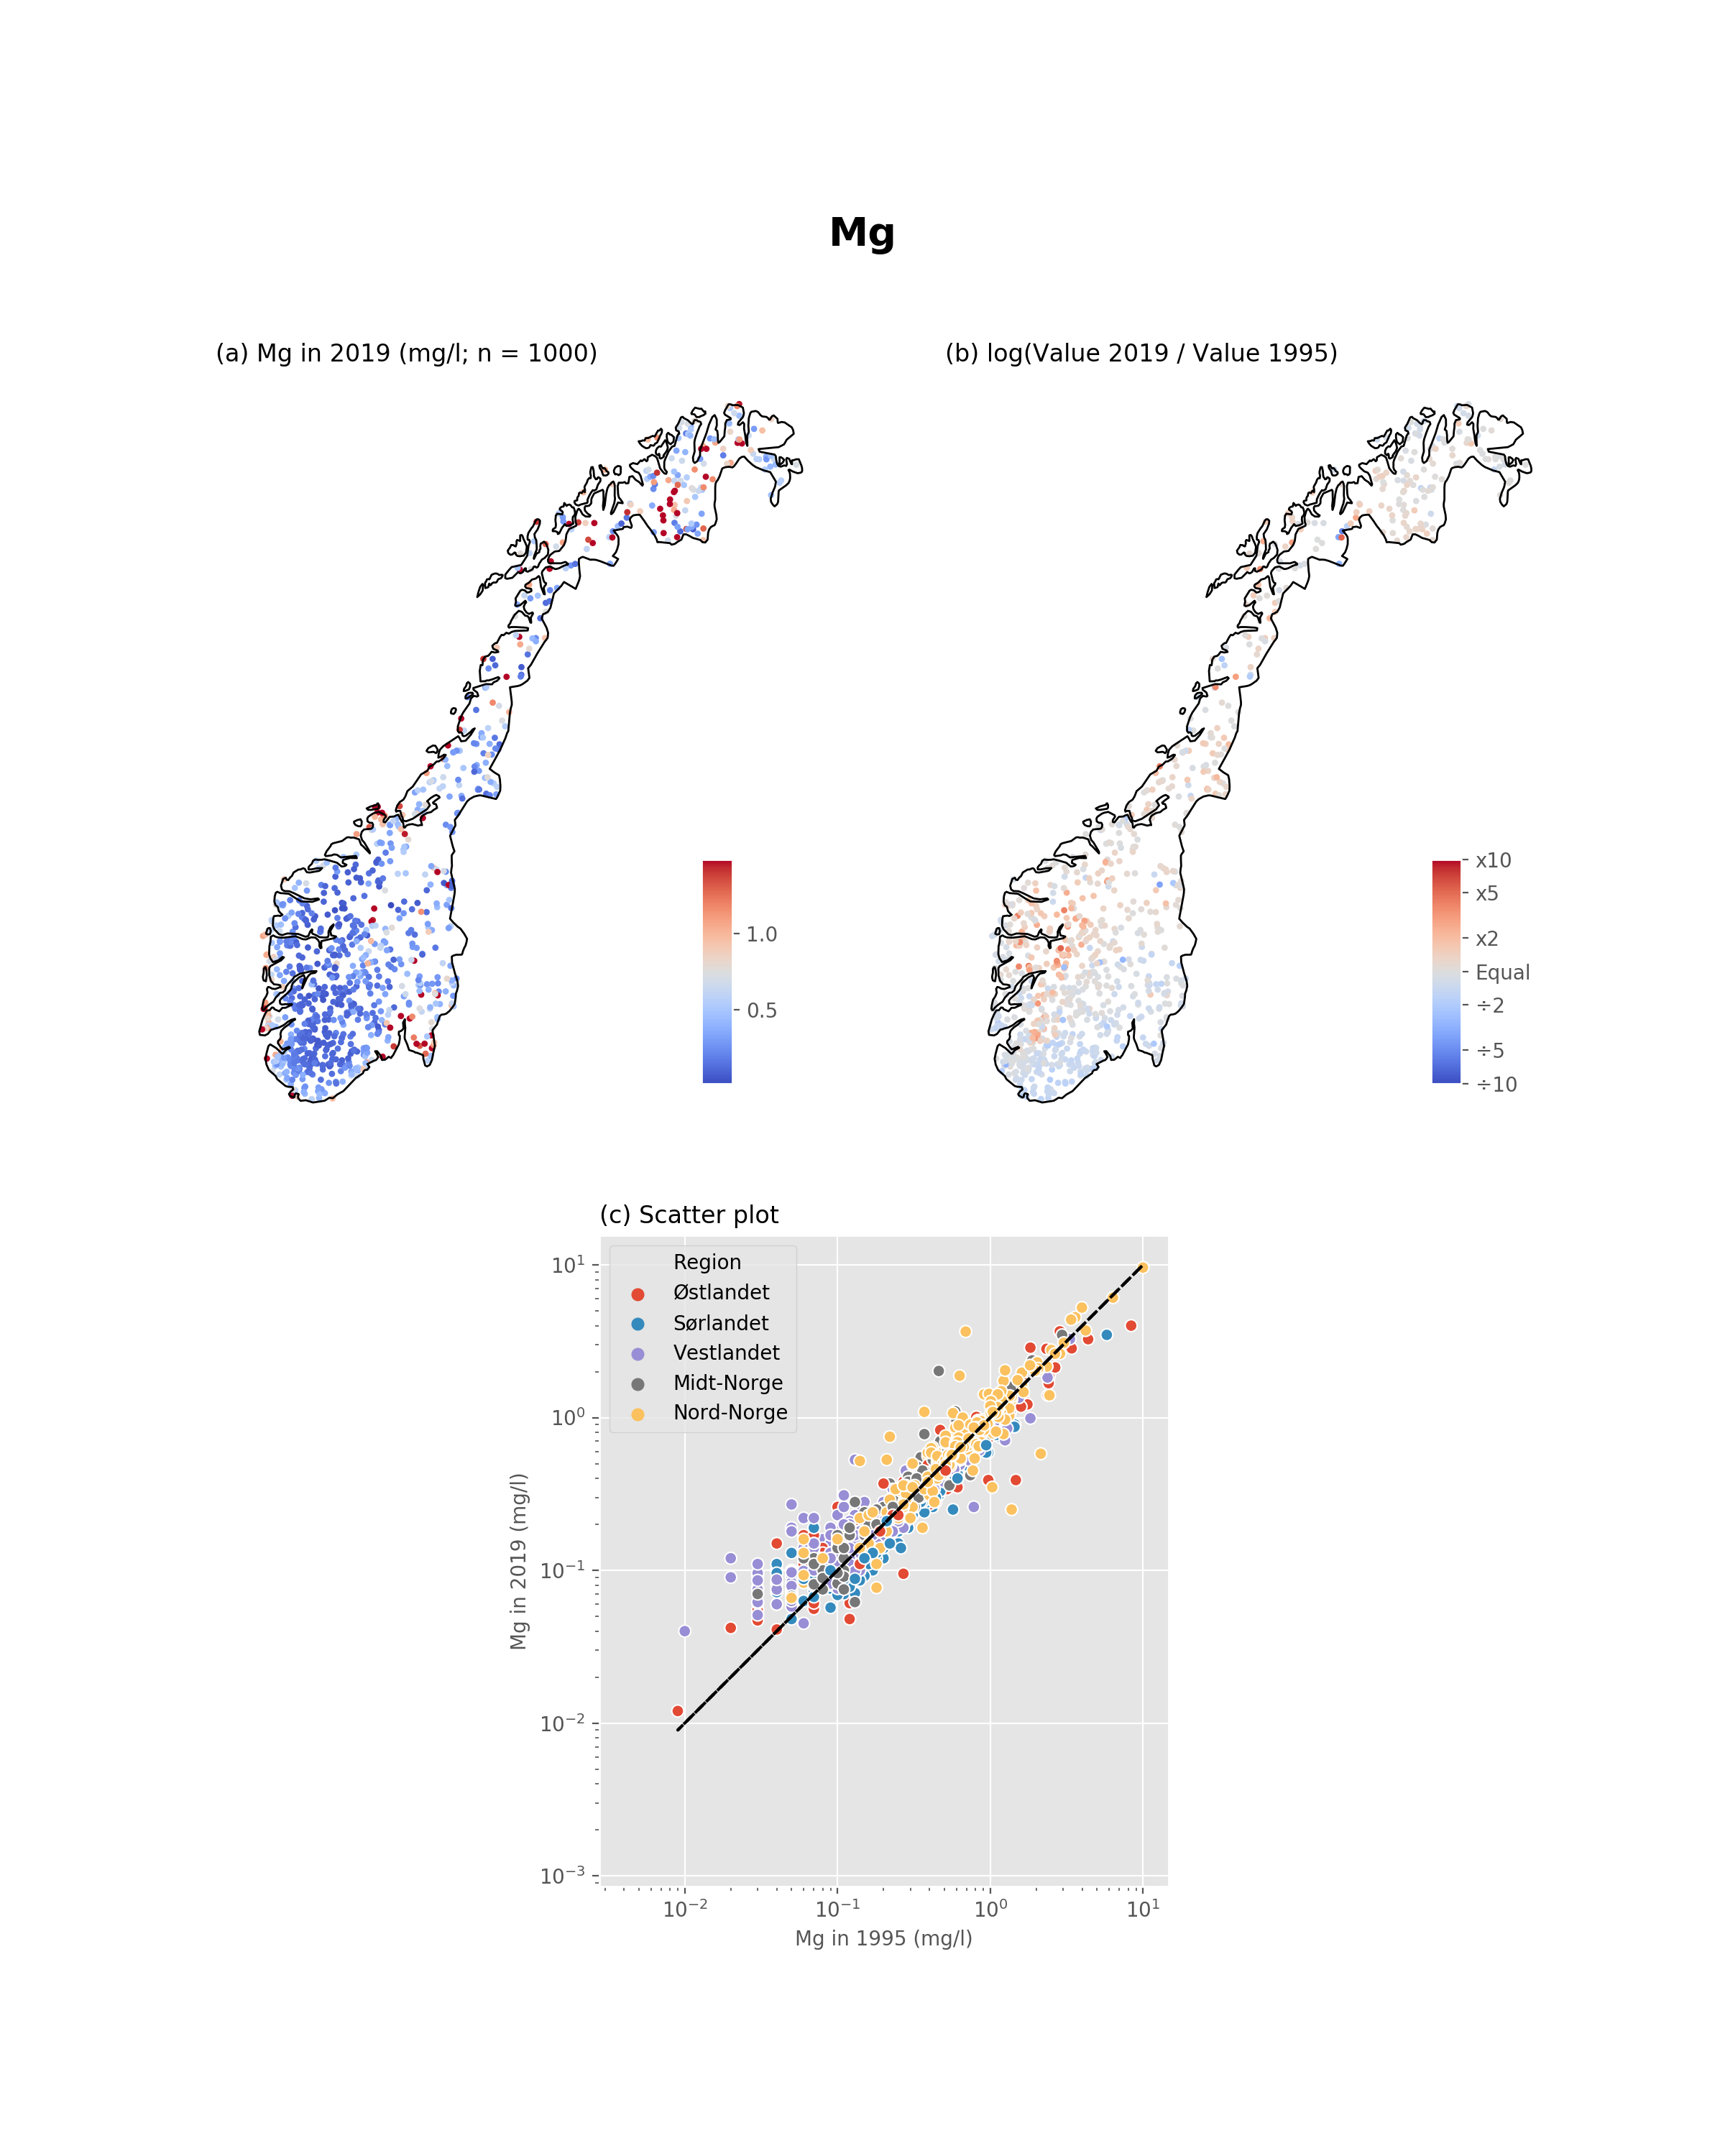 Mg
(a) Mg in 2019 (mg/l; n = 1000)
(b) log(Value 2019 / Value 1995)
1.0
0.5
x10
x5
x2
Equal
÷2
÷5
÷10
(c) Scatter plot
Region
Østlandet
Sørlandet
Vestlandet
Midt-Norge
Nord-Norge
10¹
10⁰
10⁻¹
10⁻²
10⁻³
Mg in 2019 (mg/l)
10⁻² 10⁻¹ 10⁰ 10¹
Mg in 1995 (mg/l)